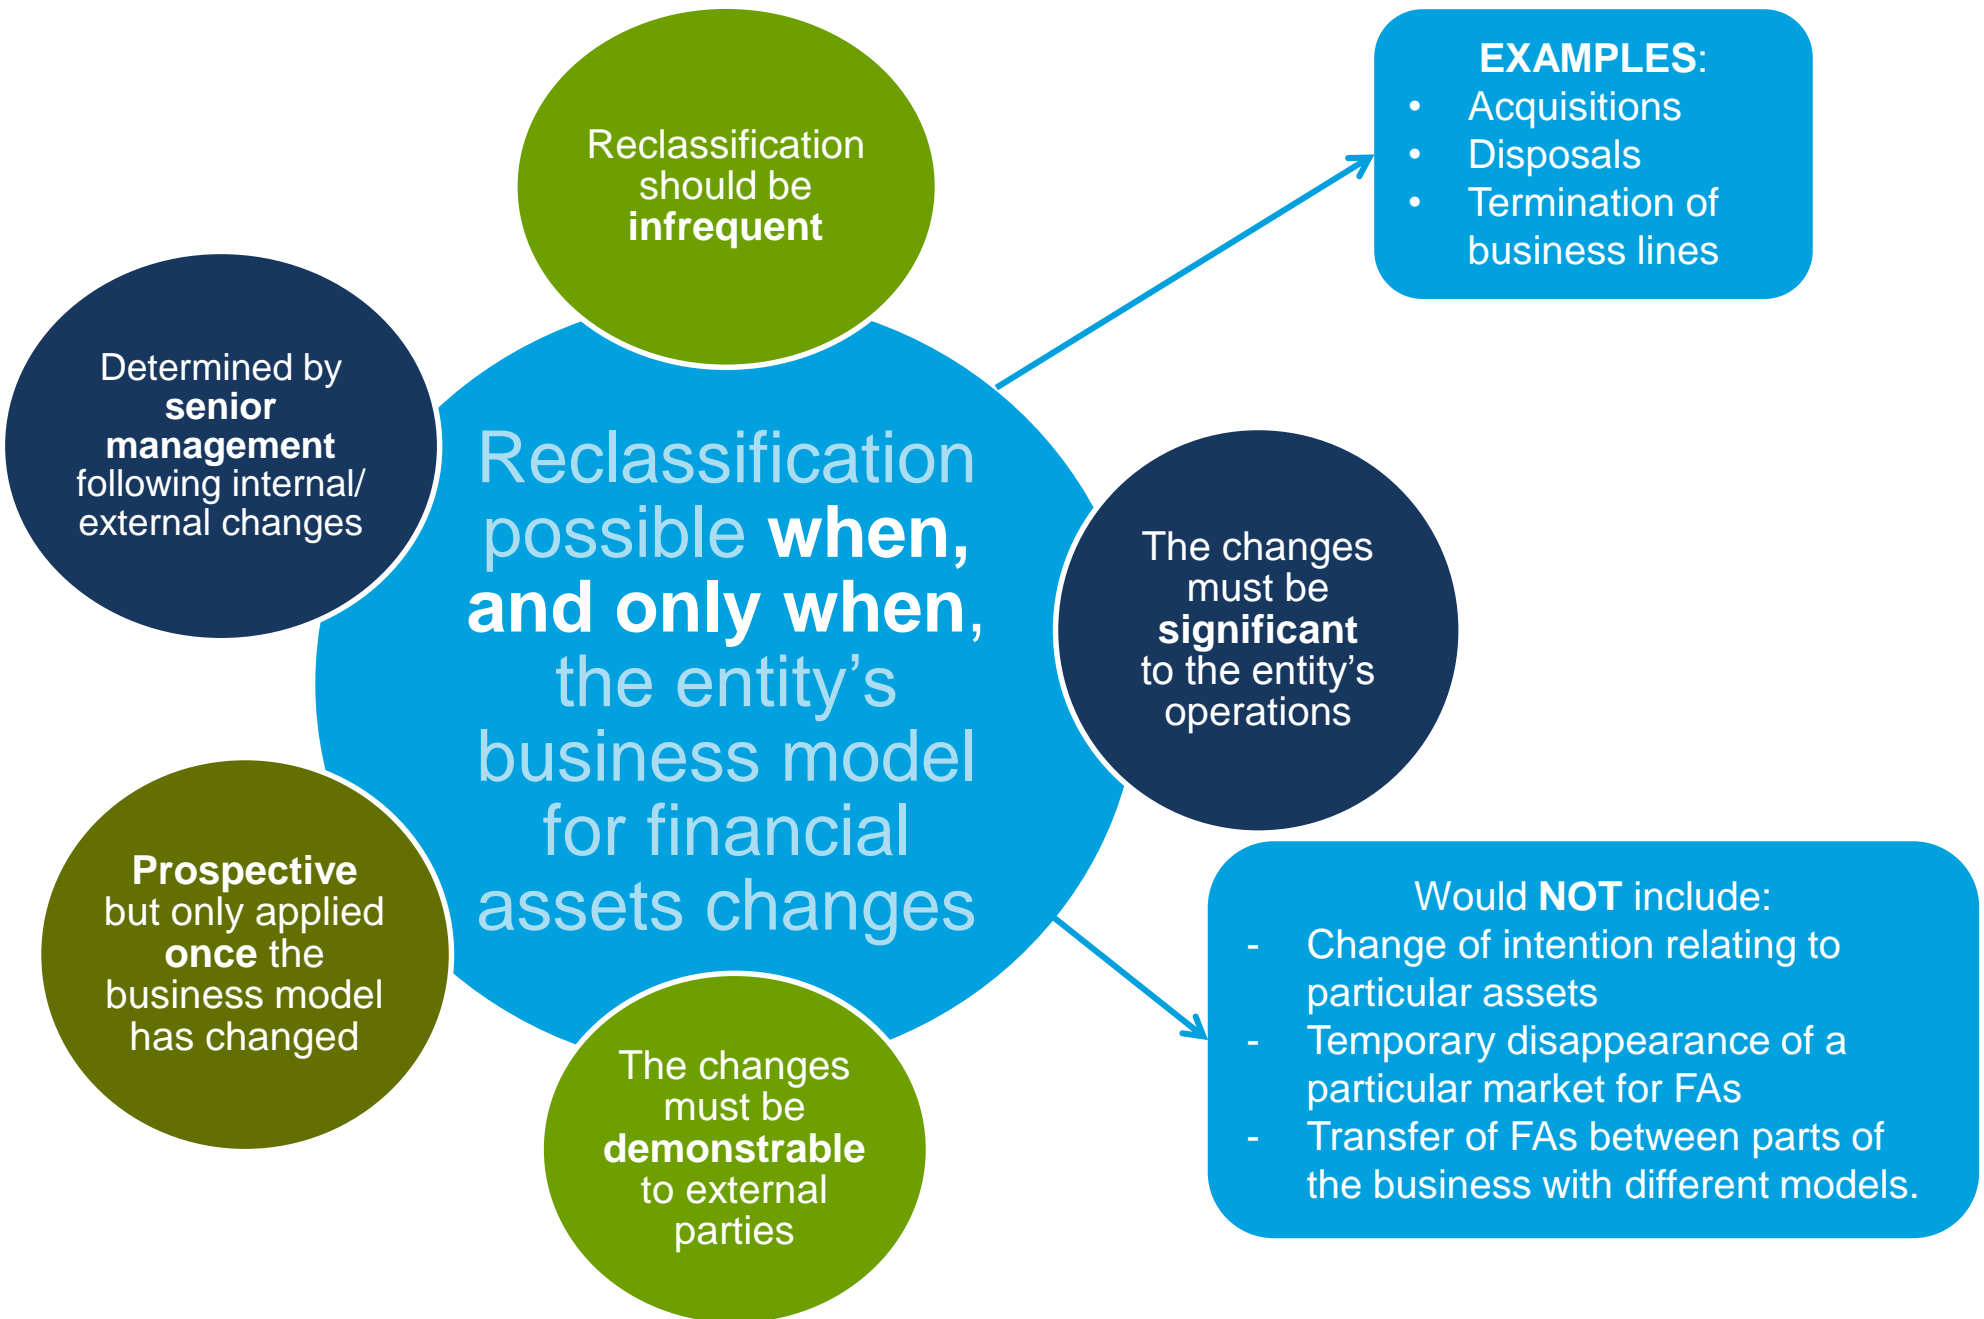 Reclassification
should be
infrequent
EXAMPLES:
• Acquisitions
• Disposals
• Termination of
business lines
Determined by
senior
management
following internal/
external changes
Reclassification
possible when,
and only when,
the entity’s
business model
for financial
assets changes
The changes
must be
significant
to the entity’s
operations
Prospective
but only applied
once the
business model
has changed
The changes
must be
demonstrable
to external
parties
Would NOT include:
- Change of intention relating to
particular assets
- Temporary disappearance of a
particular market for FAs
- Transfer of FAs between parts of
the business with different models.